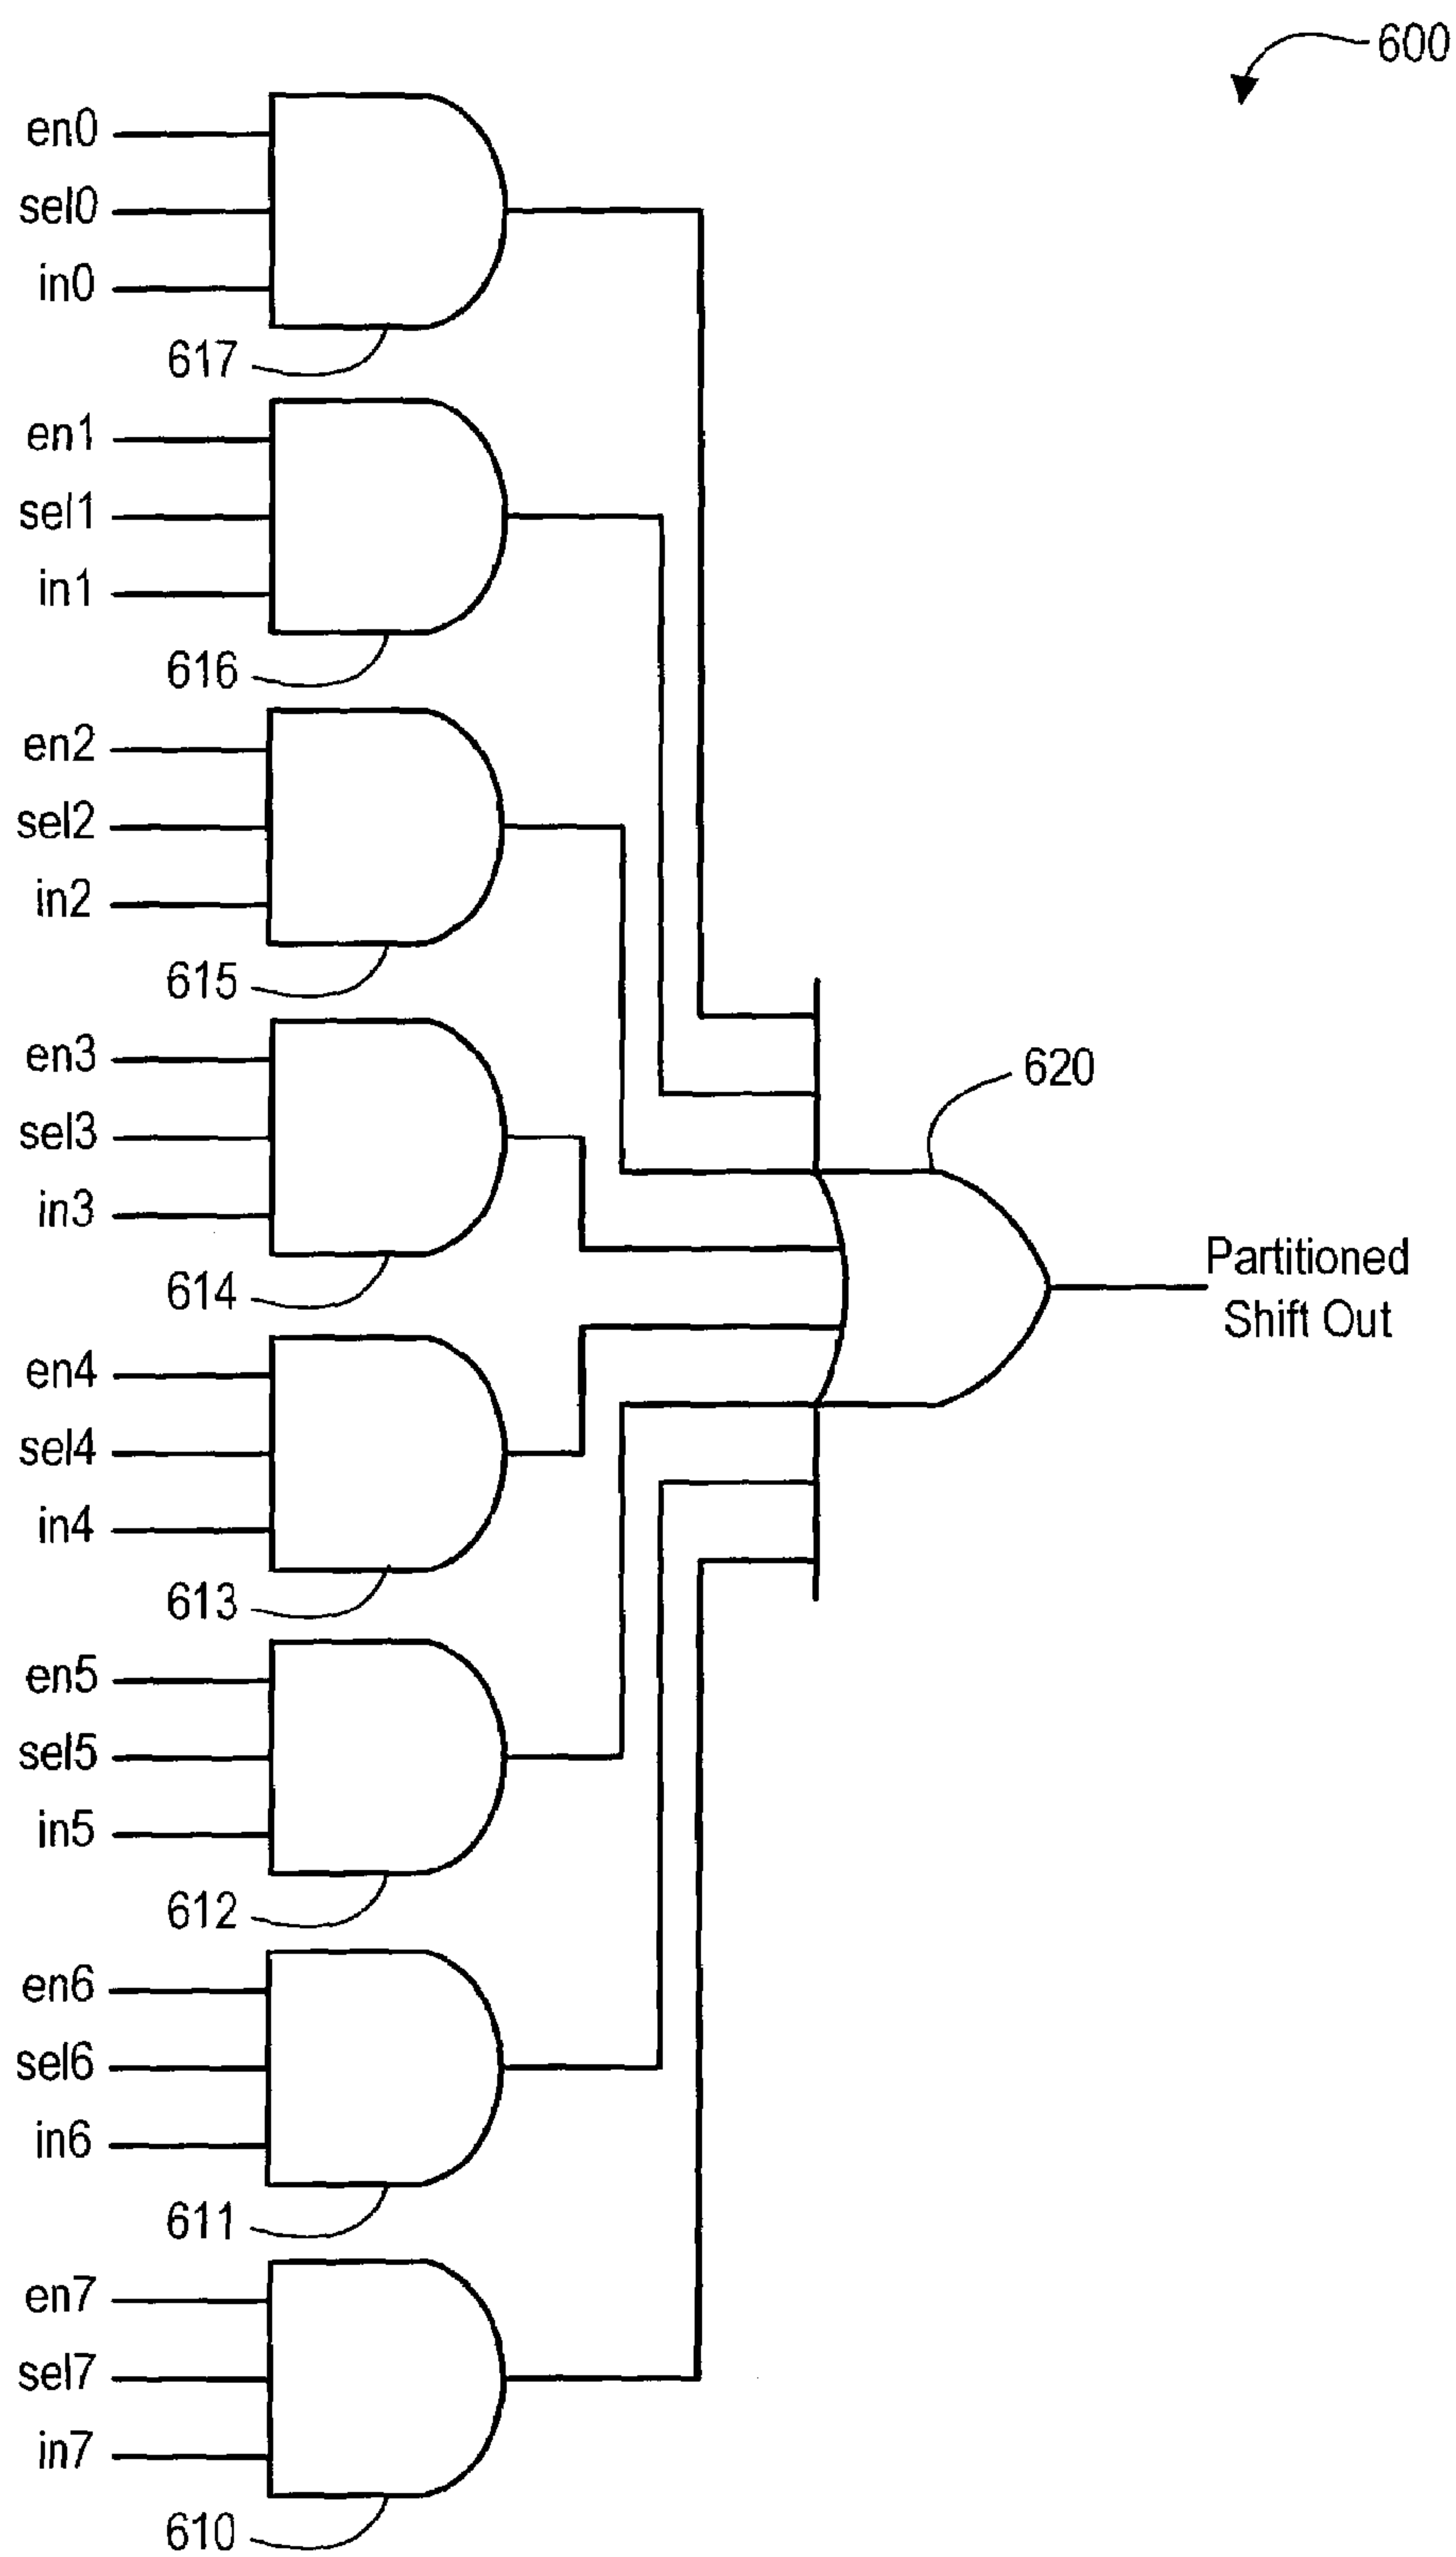 600
en0
sel0
in0
617
en1
sel1
in1
616
en2
sel2
in2
615
en3
sel3
in3
614
620
Partitioned
Shift Out
en4
sel4
in4
613
en5
sel5
in5
612
en6
sel6
in6
611
en7
sel7
in7
610